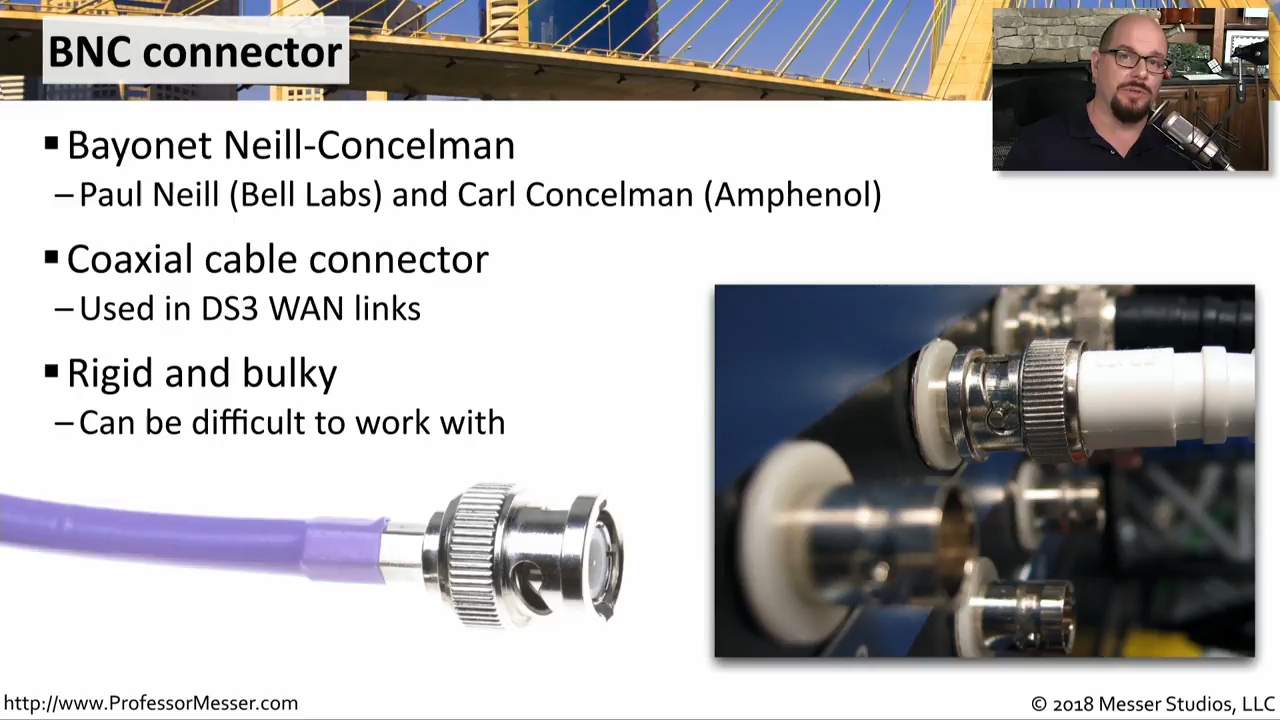 BNC connector
▪ Bayonet Neill-Concelman
– Paul Neill (Bell Labs) and Carl Concelman (Amphenol)
▪ Coaxial cable connector
– Used in DS3 WAN links
▪ Rigid and bulky
– Can be difficult to work with
http://www.ProfessorMesser.com
© 2018 Messer Studios, LLC